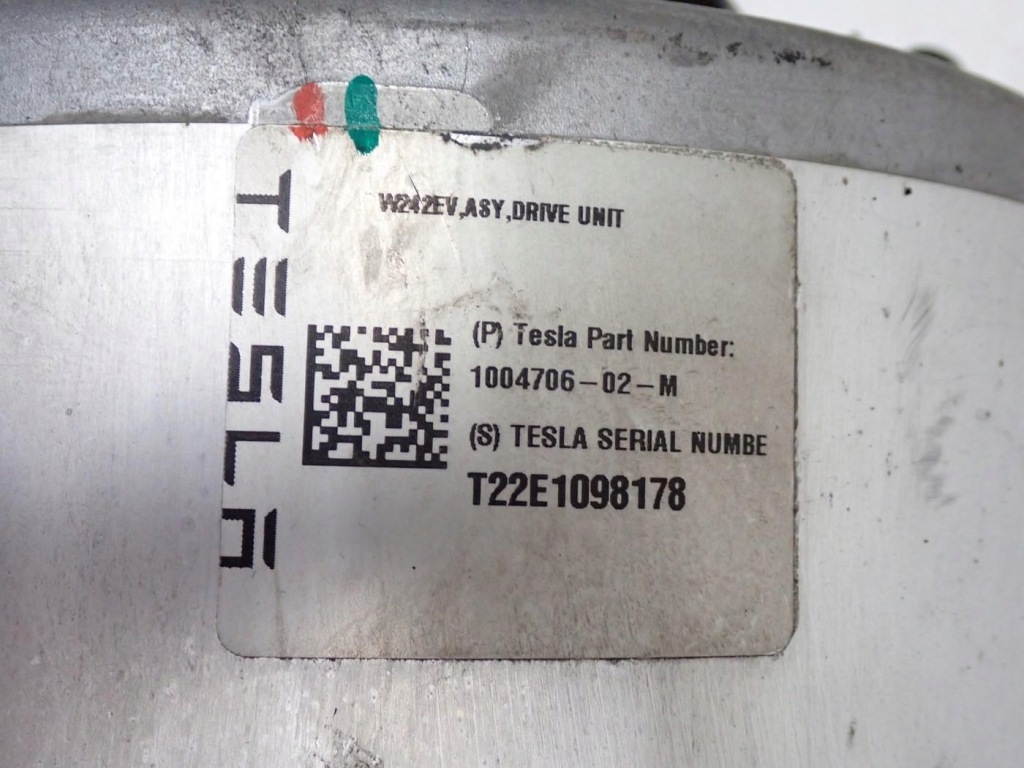 TESLA
W242EV,ASY,DRIVE UNIT
(P) Tesla Part Number:
1004706-02-M
(S) TESLA SERIAL NUMBE
T22E1098178